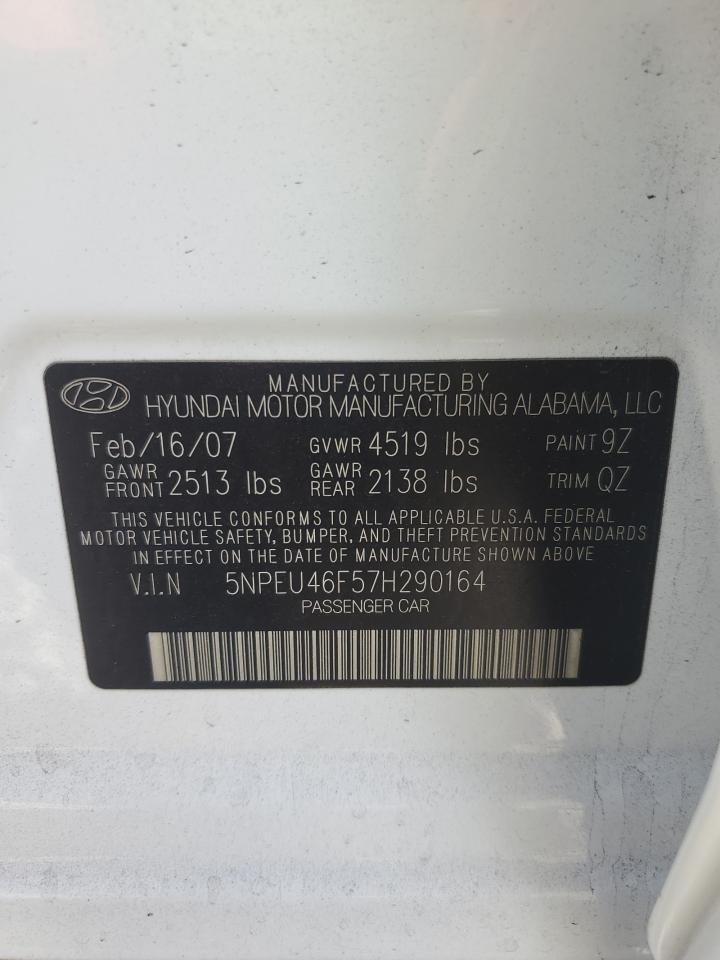 MANUFACTURED BY
HYUNDAI MOTOR MANUFACTURING ALABAMA, LLC
Feb/16/07 GVWR 4519 lbs PAINT 9Z
GAWR FRONT 2513 lbs GAWR REAR 2138 lbs TRIM QZ
THIS VEHICLE CONFORMS TO ALL APPLICABLE U.S.A. FEDERAL
MOTOR VEHICLE SAFETY, BUMPER, AND THEFT PREVENTION STANDARDS
IN EFFECT ON THE DATE OF MANUFACTURE SHOWN ABOVE
V.I.N 5NPEU46F57H290164
PASSENGER CAR